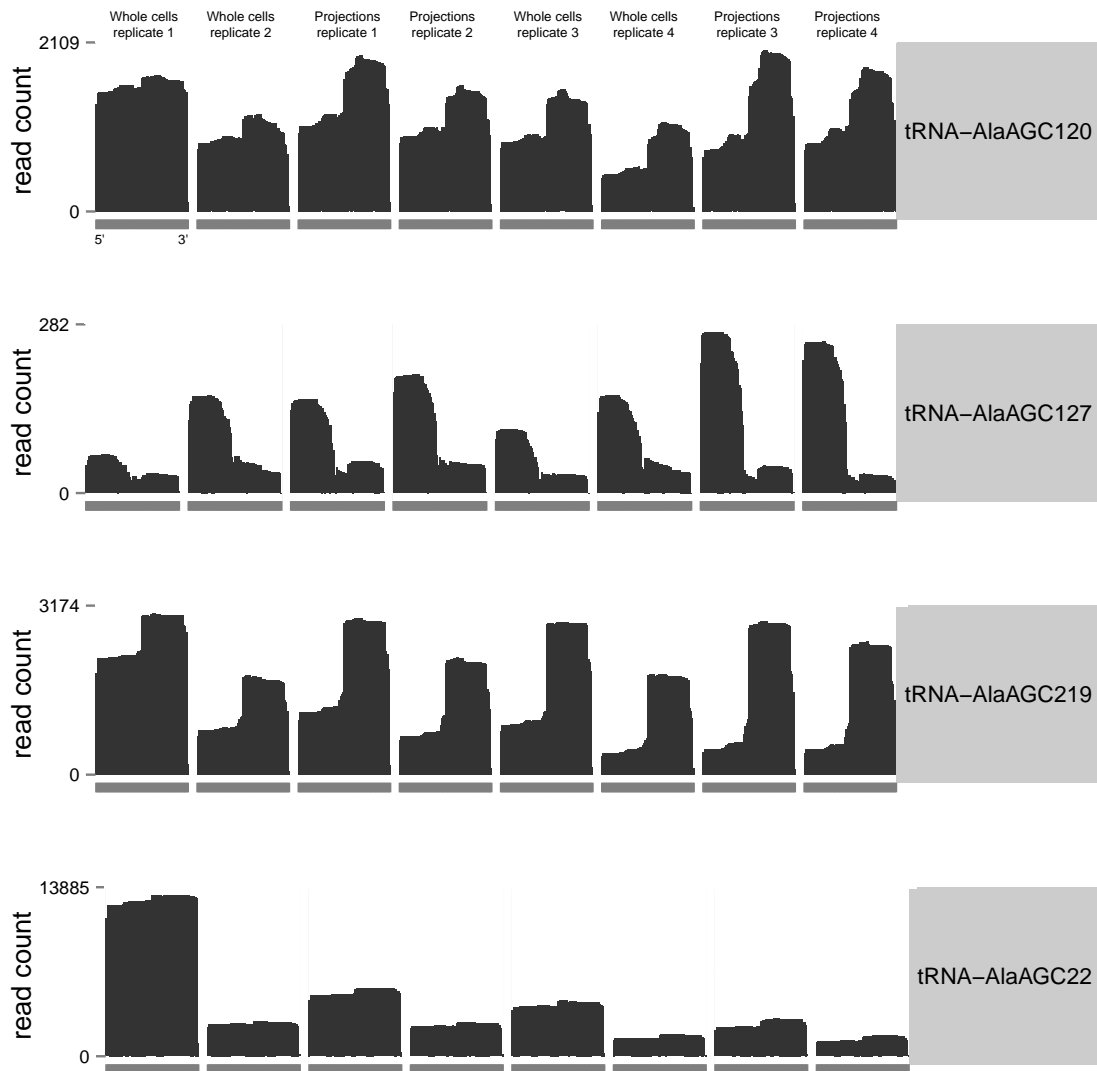 Whole cells replicate 1
Whole cells replicate 2
Projections replicate 1
Projections replicate 2
Whole cells replicate 3
Whole cells replicate 4
Projections replicate 3
Projections replicate 4
2109
read count
0
5'
3'
tRNA−AlaAGC120
282
read count
0
tRNA−AlaAGC127
3174
read count
0
tRNA−AlaAGC219
13885
read count
0
tRNA−AlaAGC22